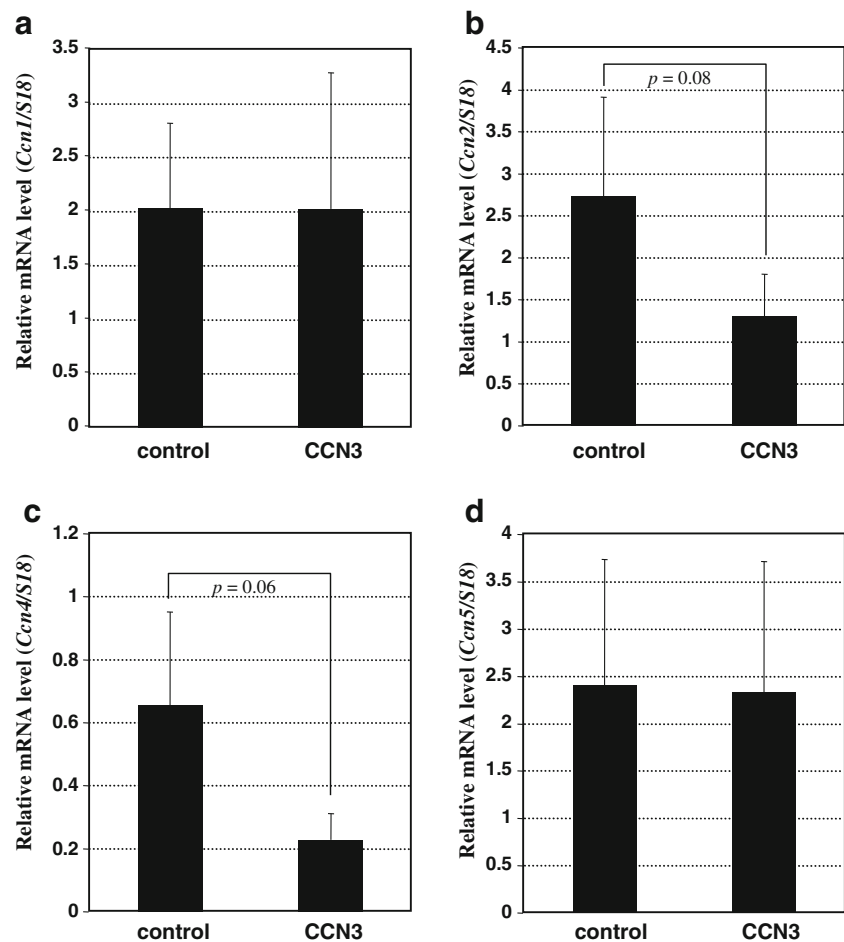 a
Relative mRNA level (Ccn1/S18)
3.5
3
2.5
2
1.5
1
0.5
0
control CCN3
b
Relative mRNA level (Ccn2/S18)
4.5
4
3.5
3
2.5
2
1.5
1
0.5
0
p = 0.08
control CCN3
c
Relative mRNA level (Ccn4/S18)
1.2
1
0.8
0.6
0.4
0.2
0
p = 0.06
control CCN3
d
Relative mRNA level (Ccn5/S18)
4
3.5
3
2.5
2
1.5
1
0.5
0
control CCN3